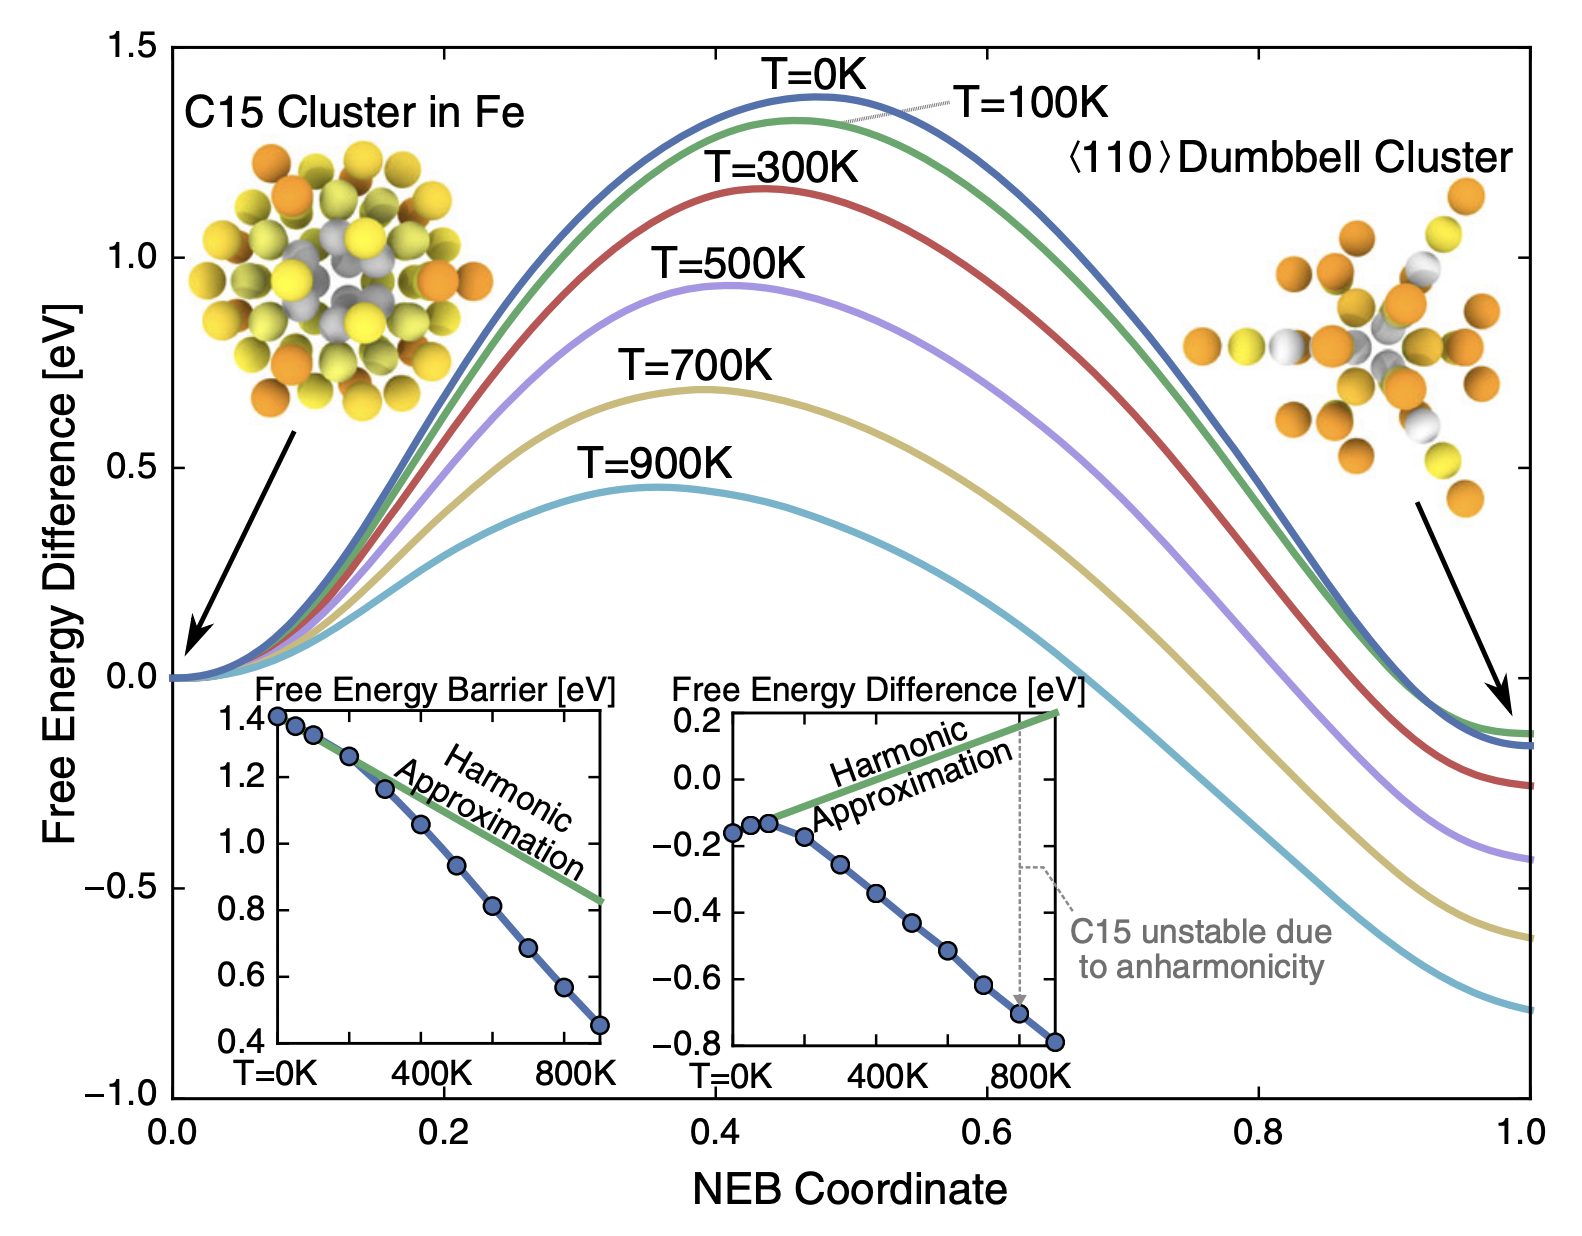 1.5
1.0
0.5
0.0
−0.5
−1.0
Free Energy Difference [eV]
C15 Cluster in Fe
T=0K
T=100K
⟨110⟩Dumbbell Cluster
T=300K
T=500K
T=700K
T=900K
Free Energy Barrier [eV]
1.4
1.2
1.0
0.8
0.6
0.4
Harmonic
Approximation
T=0K
400K
800K
Free Energy Difference [eV]
0.2
0.0
−0.2
−0.4
−0.6
−0.8
Harmonic
Approximation
T=0K
400K
800K
C15 unstable due
to anharmonicity
0.0
0.2
0.4
0.6
0.8
1.0
NEB Coordinate